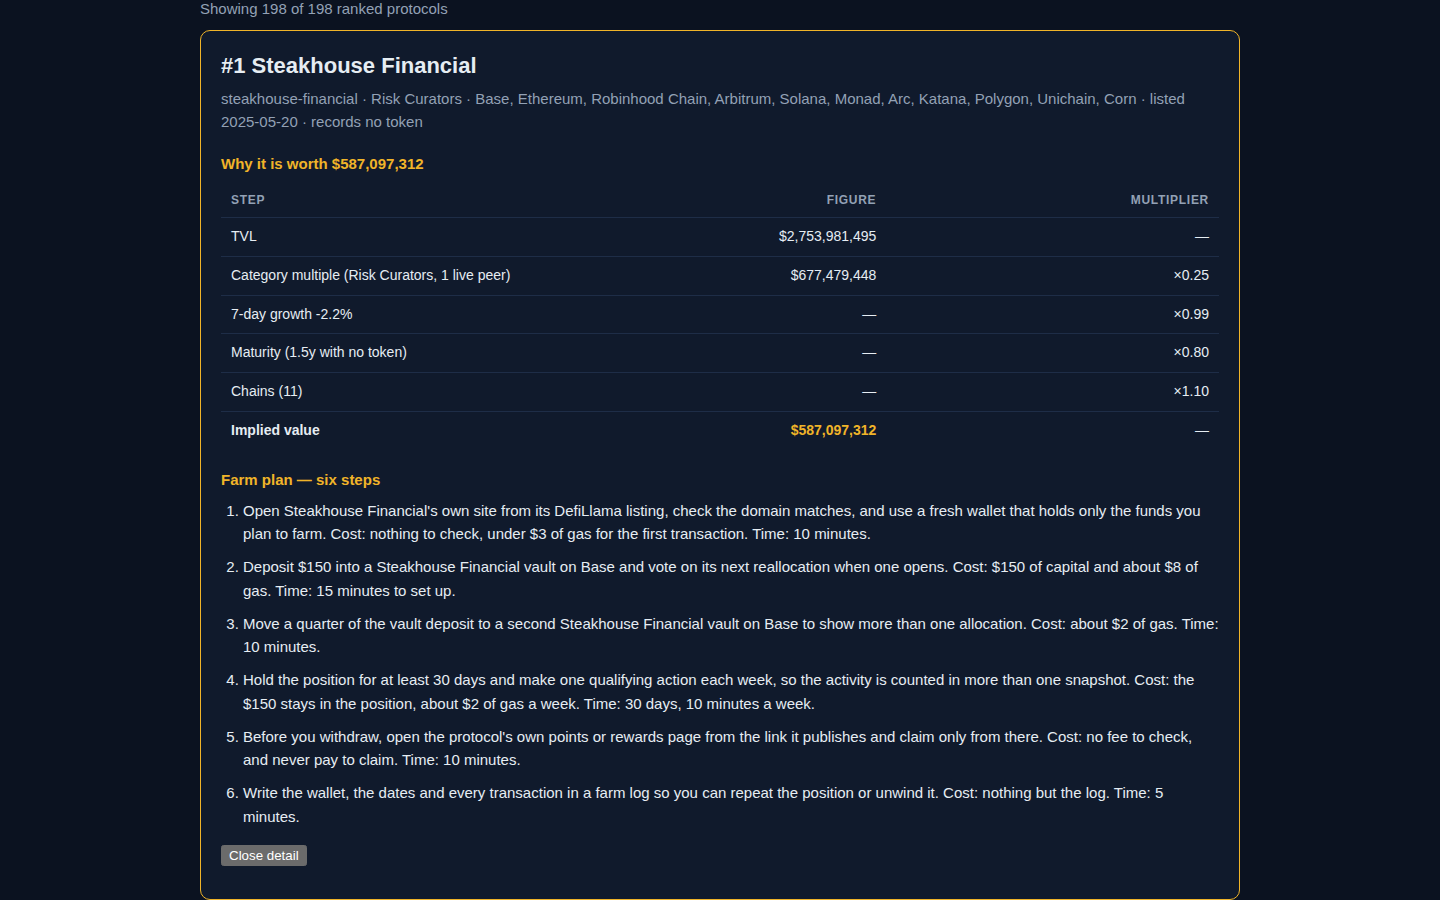 Showing 198 of 198 ranked protocols
#1 Steakhouse Financial
steakhouse-financial · Risk Curators · Base, Ethereum, Robinhood Chain, Arbitrum, Solana, Monad, Arc, Katana, Polygon, Unichain, Corn · listed
2025-05-20 · records no token
Why it is worth $587,097,312
STEP FIGURE MULTIPLIER
TVL $2,753,981,495 —
Category multiple (Risk Curators, 1 live peer) $677,479,448 ×0.25
7-day growth -2.2% — ×0.99
Maturity (1.5y with no token) — ×0.80
Chains (11) — ×1.10
Implied value $587,097,312 —
Farm plan — six steps
1. Open Steakhouse Financial's own site from its DefiLlama listing, check the domain matches, and use a fresh wallet that holds only the funds you
plan to farm. Cost: nothing to check, under $3 of gas for the first transaction. Time: 10 minutes.
2. Deposit $150 into a Steakhouse Financial vault on Base and vote on its next reallocation when one opens. Cost: $150 of capital and about $8 of
gas. Time: 15 minutes to set up.
3. Move a quarter of the vault deposit to a second Steakhouse Financial vault on Base to show more than one allocation. Cost: about $2 of gas. Time:
10 minutes.
4. Hold the position for at least 30 days and make one qualifying action each week, so the activity is counted in more than one snapshot. Cost: the
$150 stays in the position, about $2 of gas a week. Time: 30 days, 10 minutes a week.
5. Before you withdraw, open the protocol's own points or rewards page from the link it publishes and claim only from there. Cost: no fee to check,
and never pay to claim. Time: 10 minutes.
6. Write the wallet, the dates and every transaction in a farm log so you can repeat the position or unwind it. Cost: nothing but the log. Time: 5
minutes.
Close detail